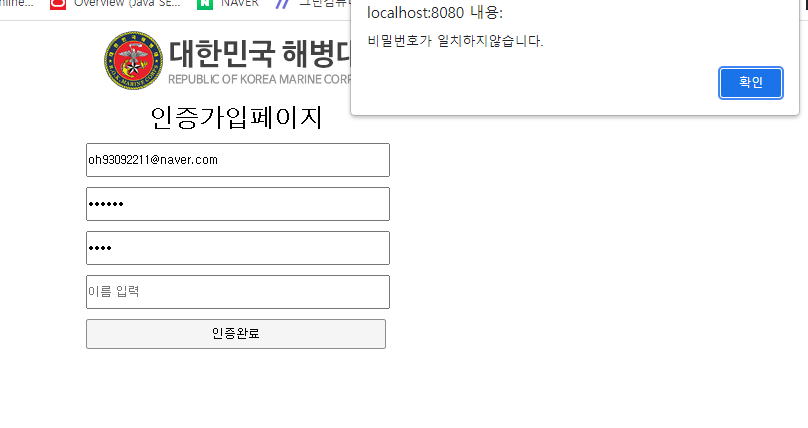 Overview (Java SE...
NAVER
localhost:8080 내용:
비밀번호가 일치하지않습니다.
확인
대한민국 해병대
REPUBLIC OF KOREA MARINE CORP
인증가입페이지
oh93092211@naver.com
이름 입력
인증완료